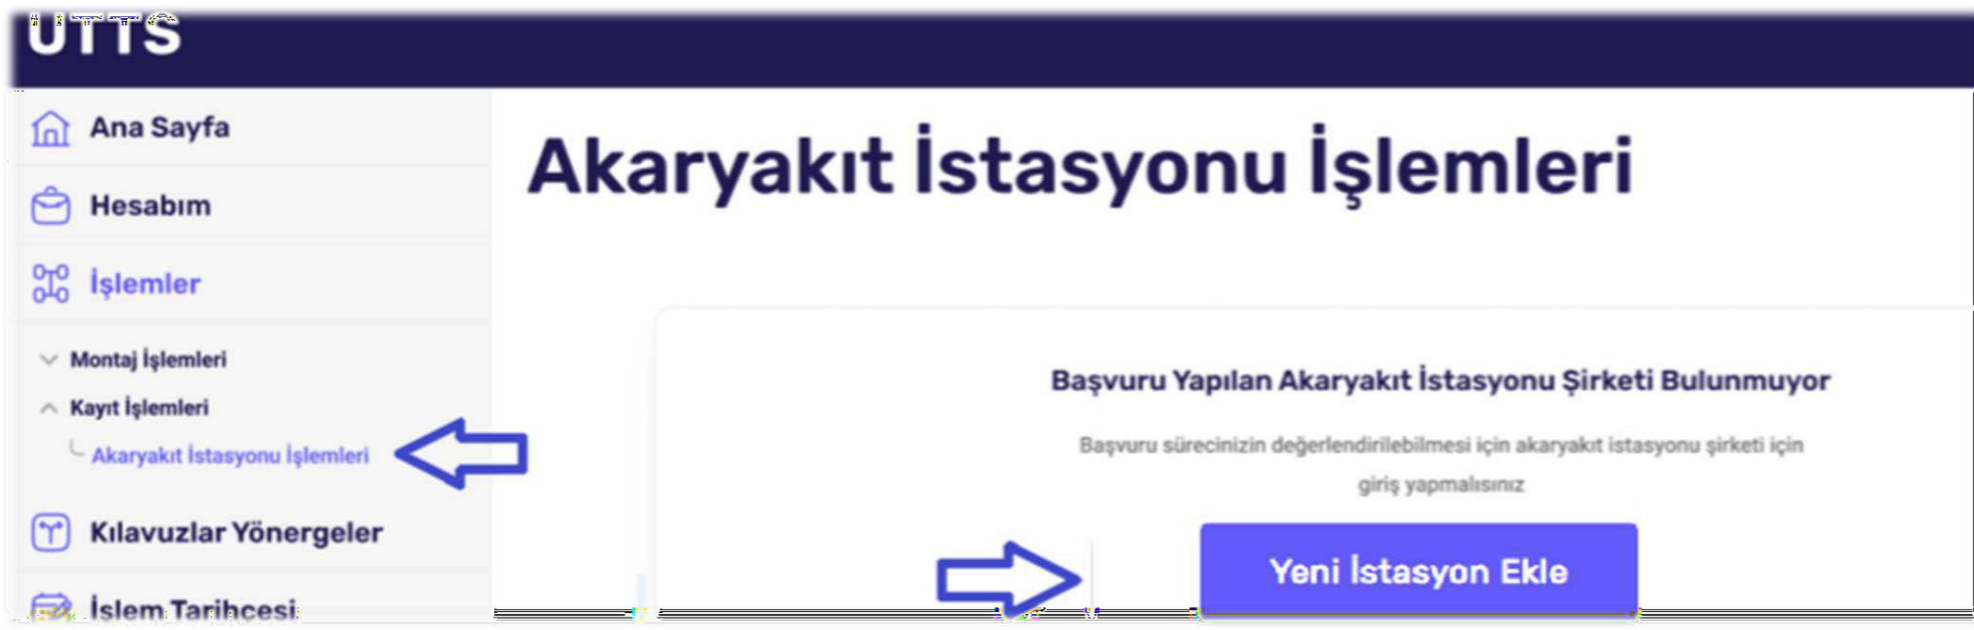 UTTS
Ana Sayfa
Hesabım
İşlemler
Montaj İşlemleri
Kayıt İşlemleri
Akaryakıt İstasyonu İşlemleri
Kılavuzlar Yönergeler
İşlem Tarihçesi
Akaryakıt İstasyonu İşlemleri
Başvuru Yapılan Akaryakıt İstasyonu Şirketi Bulunmuyor
Başvuru sürecinizin değerlendirilebilmesi için akaryakıt istasyonu şirketi için
giriş yapmalısınız
Yeni İstasyon Ekle